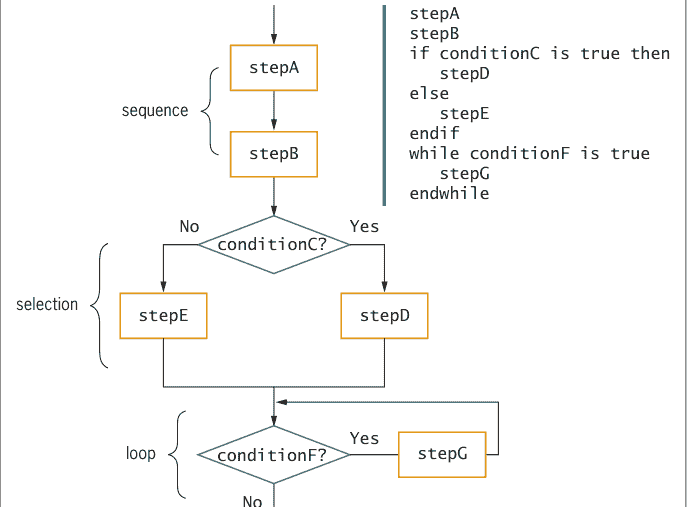 stepA
stepB
if conditionC is true then
stepD
else
stepE
endif
while conditionF is true
stepG
endwhile
stepA
sequence
stepB
No
Yes
conditionC?
selection
stepE
stepD
Yes
loop
conditionF?
stepG
No